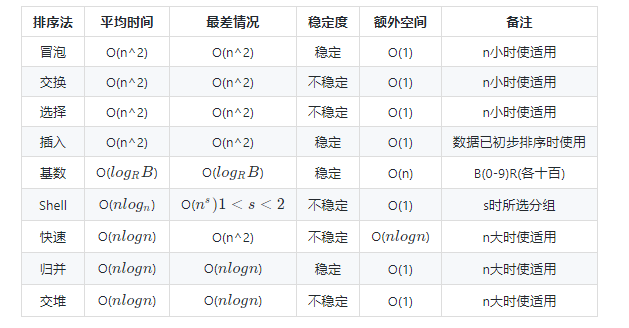 排序法 平均时间 最差情况 稳定度 额外空间 备注
冒泡 O(n^2) O(n^2) 稳定 O(1) n小时使适用
交换 O(n^2) O(n^2) 不稳定 O(1) n小时使适用
选择 O(n^2) O(n^2) 不稳定 O(1) n小时使适用
插入 O(n^2) O(n^2) 稳定 O(1) 数据已初步排序时使用
基数 O(log_R B) O(log_R B) 稳定 O(n) B(0-9)R(各十百)
Shell O(nlog_n) O(n^s)1 < s < 2 不稳定 O(1) s时所选分组
快速 O(nlogn) O(n^2) 不稳定 O(nlogn) n大时使适用
归并 O(nlogn) O(nlogn) 稳定 O(1) n大时使适用
交堆 O(nlogn) O(nlogn) 不稳定 O(1) n大时使适用